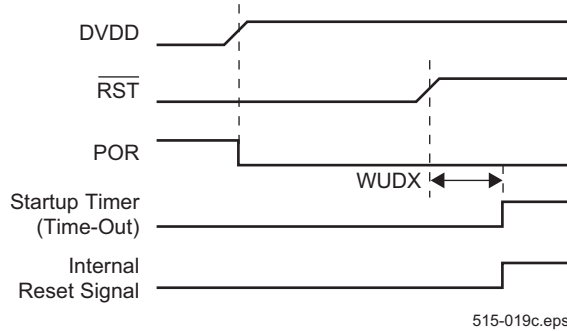 DVDD
RST
POR
WUDX
Startup Timer
(Time-Out)
Internal
Reset Signal
515-019c.eps